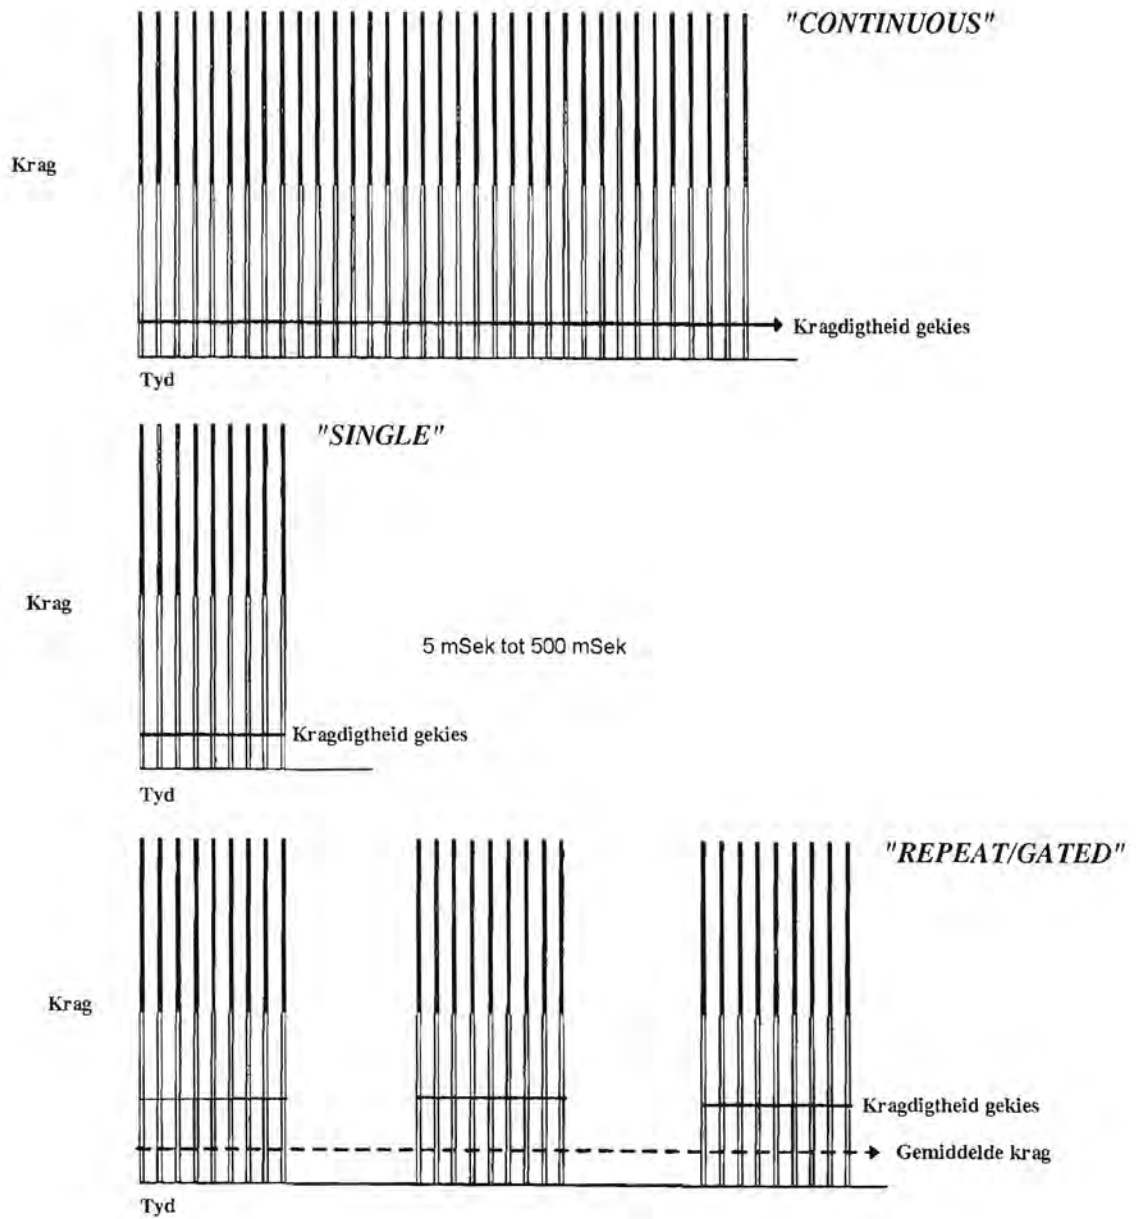 "CONTINUOUS"
Krag
Kragdigtheid gekies
Tyd
"SINGLE"
Krag
5 mSek tot 500 mSek
Kragdigtheid gekies
Tyd
"REPEAT/GATED"
Krag
Kragdigtheid gekies
Gemiddelde krag
Tyd